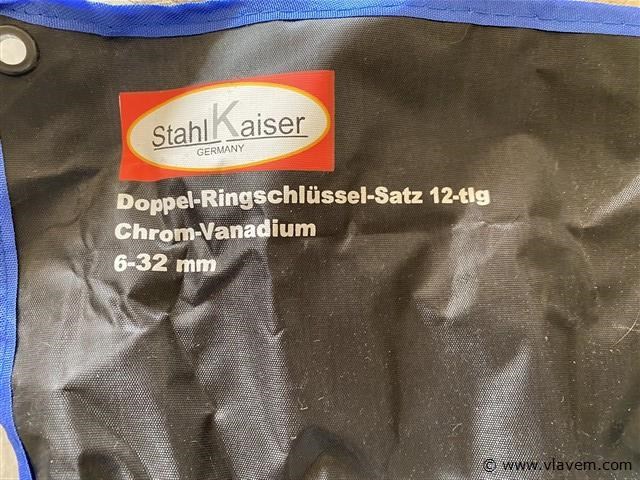 StahlKaiser
GERMANY
Doppel-Ringschlüssel-Satz 12-tlg
Chrom-Vanadium
6-32 mm
© www.vlavem.com